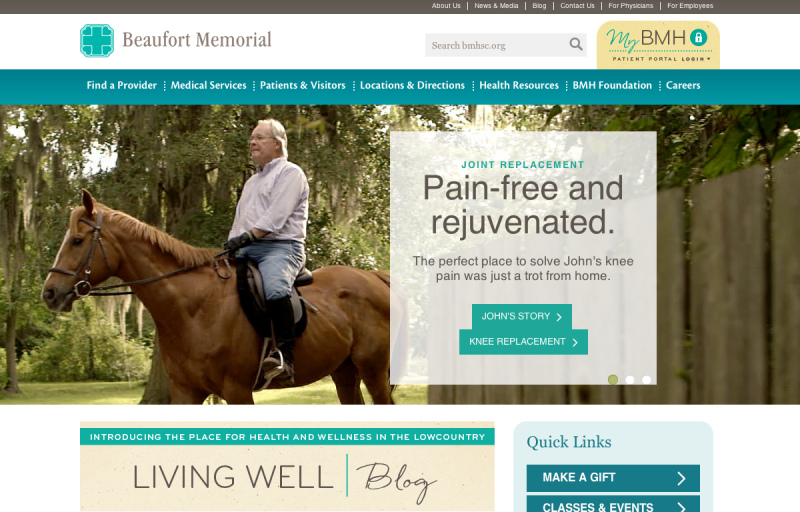 About Us
News & Media
Blog
Contact Us
For Physicians
For Employees
Beaufort Memorial
Search bmhsc.org
My BMH
PATIENT PORTAL LOGIN
Find a Provider
Medical Services
Patients & Visitors
Locations & Directions
Health Resources
BMH Foundation
Careers
JOINT REPLACEMENT
Pain-free and
rejuvenated.
The perfect place to solve John's knee
pain was just a trot from home.
JOHN'S STORY
KNEE REPLACEMENT
INTRODUCING THE PLACE FOR HEALTH AND WELLNESS IN THE LOWCOUNTRY
LIVING WELL Blog
Quick Links
MAKE A GIFT
CLASSES & EVENTS